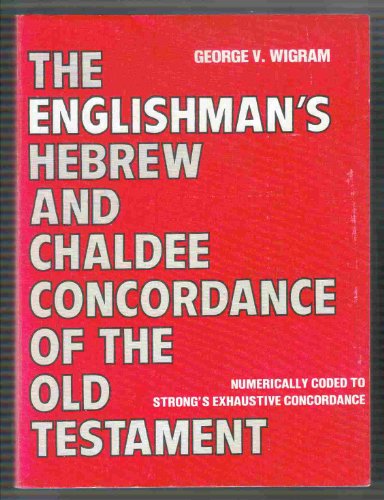 GEORGE V. WIGRAM
THE
ENGLISHMAN'S
HEBREW
AND
CHALDEE
CONCORDANCE
OF THE
OLD
TESTAMENT
NUMERICALLY CODED TO
STRONG'S EXHAUSTIVE CONCORDANCE